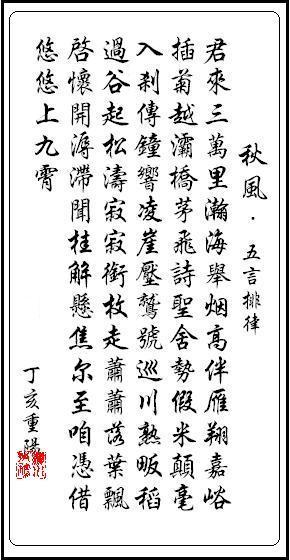 秋風．五言排律
君來三萬里瀚海舉烟高伴雁翔嘉峪
插菊越灞橋茅飛詩聖舍勢假米顛毫
入剎傳鐘響凌崖壓鷲號巡川熟畈稻
過谷起松濤寂寂銜枚走蕭蕭落葉飄
啓懷開溽滯聞桂解懸焦尔至咱憑借
悠悠上九霄
丁亥重陽